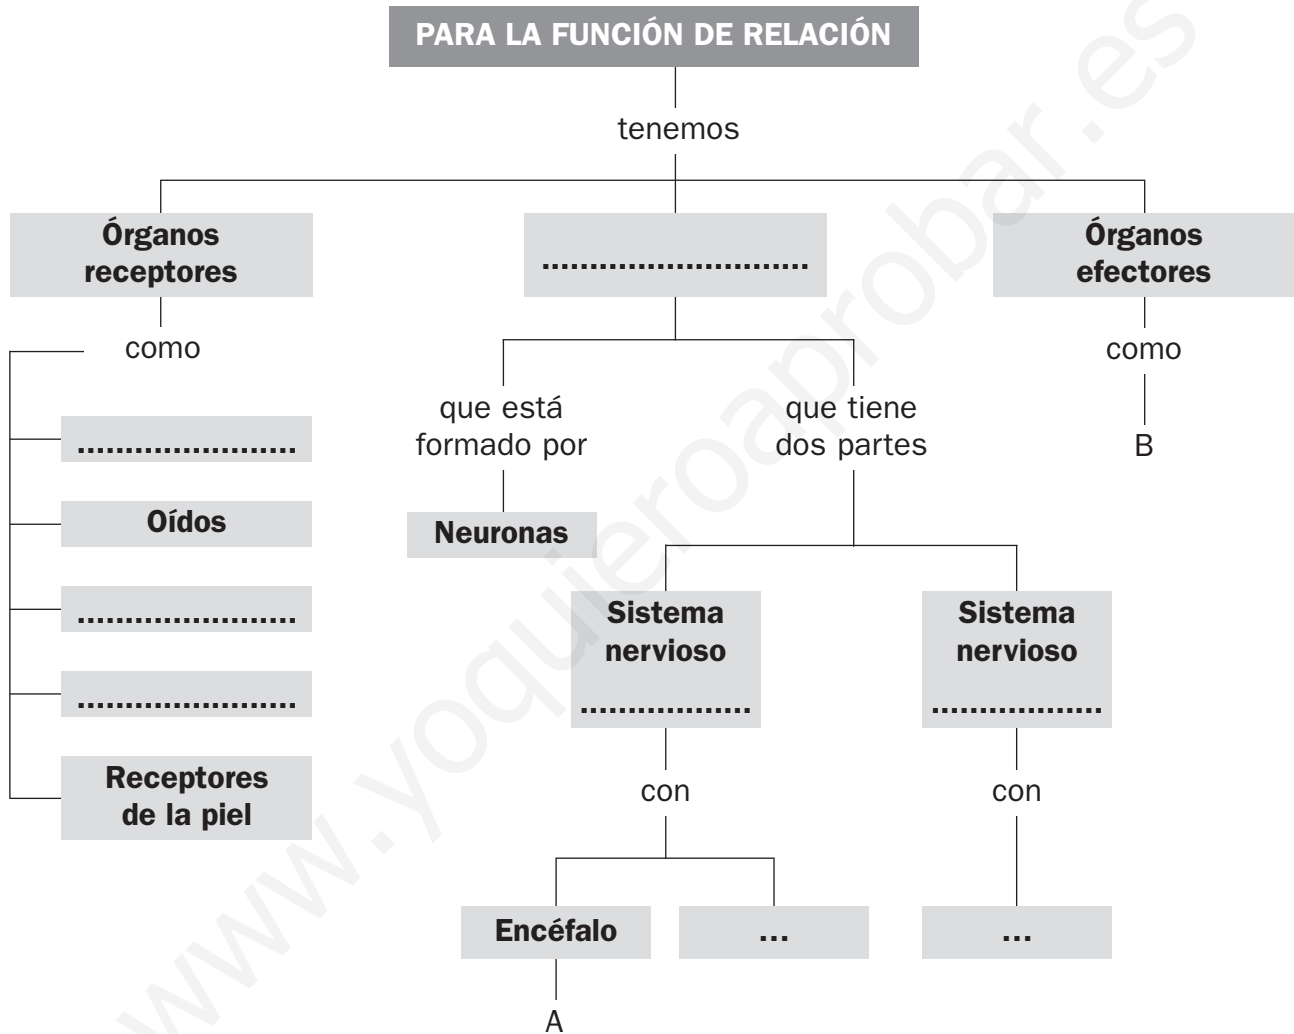 PARA LA FUNCIÓN DE RELACIÓN
tenemos
Órganos
receptores
............................
Órganos
efectores
como
como
B
.......................
Oídos
.......................
.......................
Receptores
de la piel
que está
formado por
Neuronas
que tiene
dos partes
Sistema
nervioso
..................
Sistema
nervioso
..................
con
con
Encéfalo
...
...
A
www.yoquieroaprobar.es